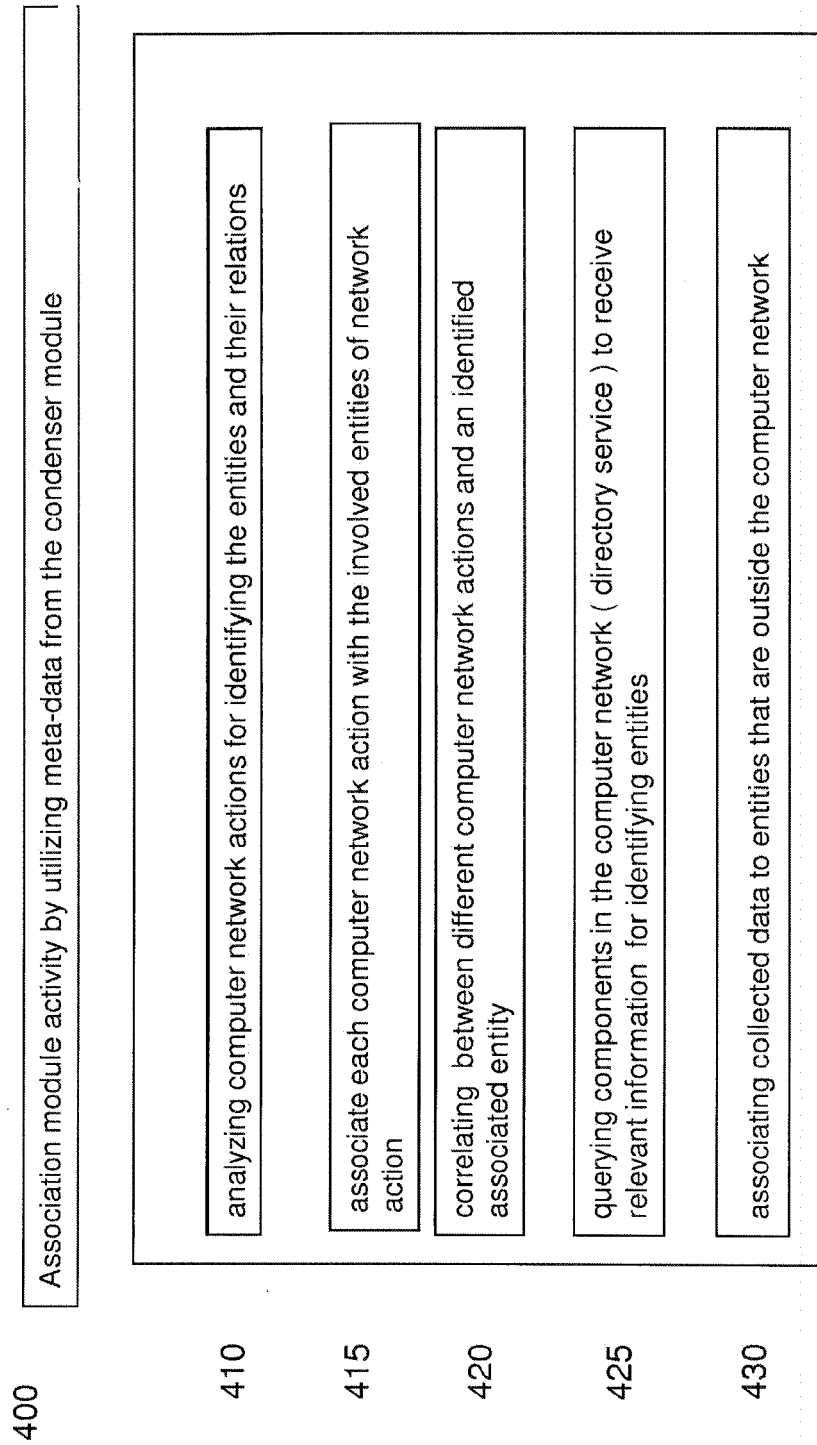 400
Association module activity by utilizing meta-data from the condenser module
410
analyzing computer network actions for identifying the entities and their relations
415
associate each computer network action with the involved entities of network
action
420
correlating between different computer network actions and an identified
associated entity
425
querying components in the computer network ( directory service ) to receive
relevant information for identifying entities
430
associating collected data to entities that are outside the computer network